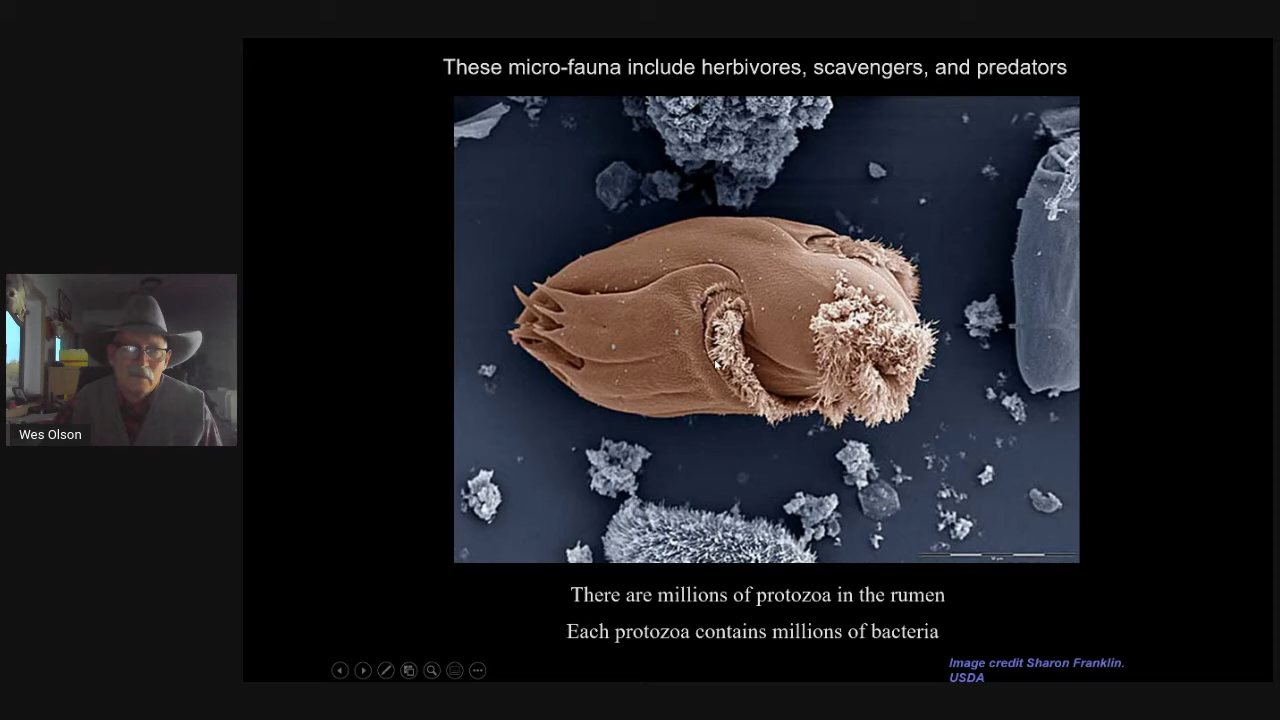 These micro-fauna include herbivores, scavengers, and predators
Wes Olson
There are millions of protozoa in the rumen
Each protozoa contains millions of bacteria
Image credit Sharon Franklin.
USDA